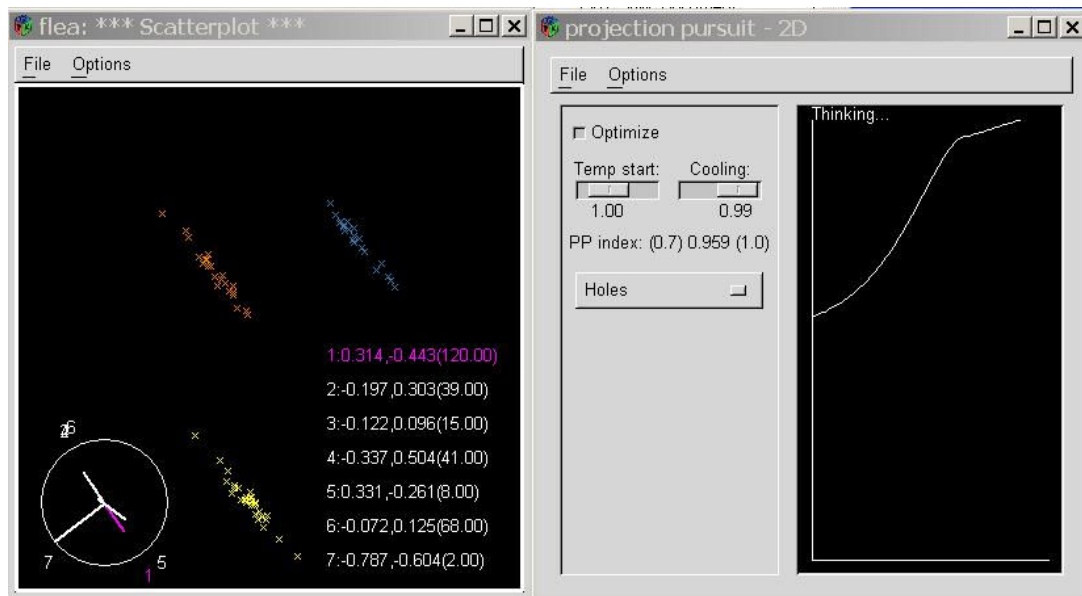 flea: *** Scatterplot ***
File Options
1:0.314,-0.443(120.00)
2:-0.197,0.303(39.00)
3:-0.122,0.096(15.00)
4:-0.337,0.504(41.00)
5:0.331,-0.261(8.00)
6:-0.072,0.125(68.00)
7:-0.787,-0.604(2.00)
6
7
5
1
projection pursuit - 2D
File Options
Optimize
Temp start: Cooling:
1.00 0.99
PP index: (0.7) 0.959 (1.0)
Holes
Thinking...